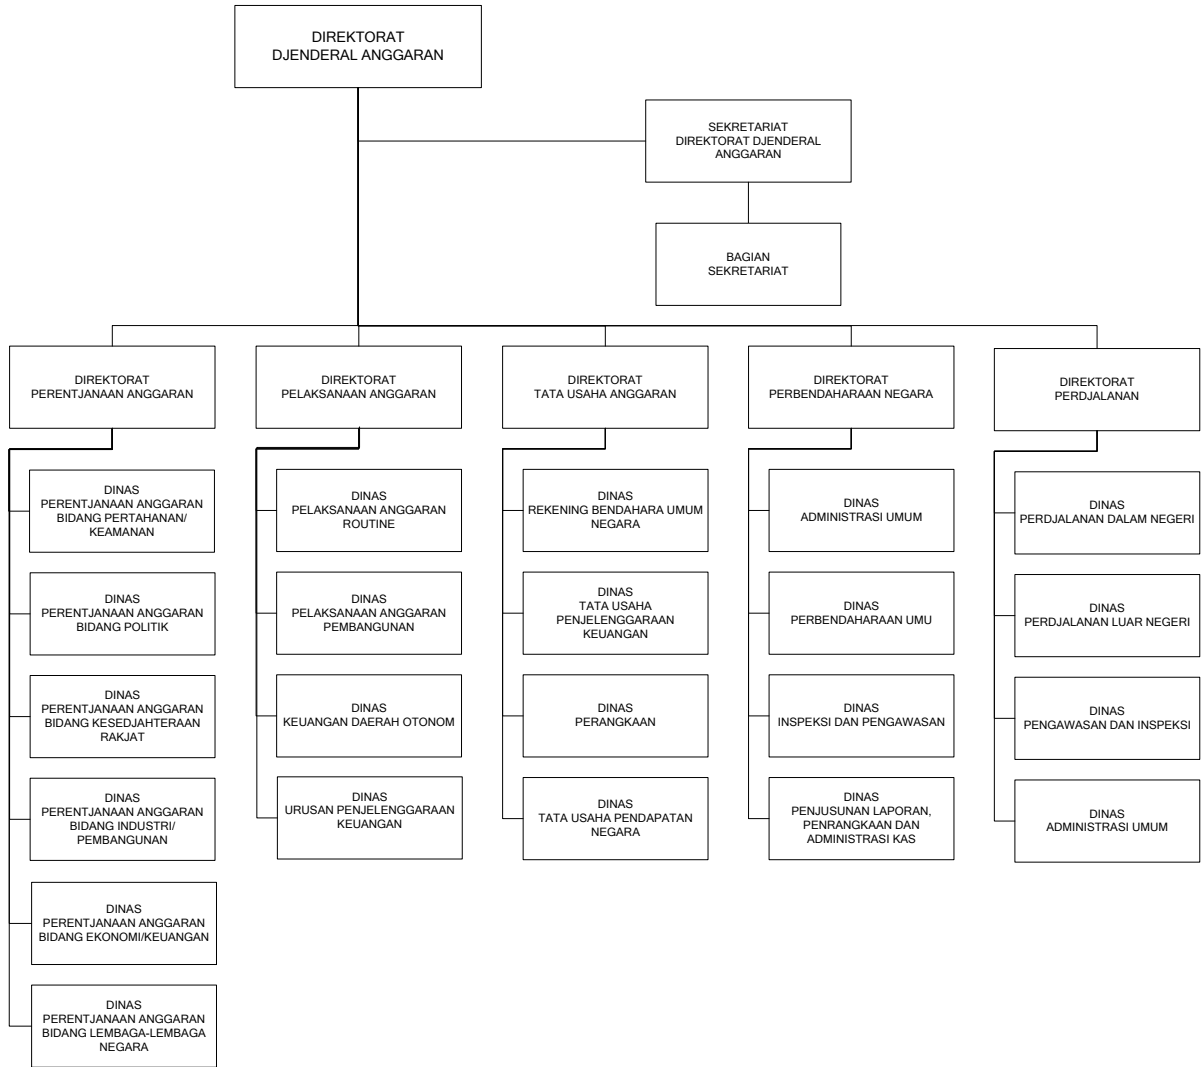 DIREKTORAT
DJENDERAL ANGGARAN
SEKRETARIAT
DIREKTORAT DJENDERAL
ANGGARAN
BAGIAN
SEKRETARIAT
DIREKTORAT
PERENTJANAAN ANGGARAN
DIREKTORAT
PELAKSANAAN ANGGARAN
DIREKTORAT
TATA USAHA ANGGARAN
DIREKTORAT
PERBENDAHARAAN NEGARA
DIREKTORAT
PERDJALANAN
DINAS
PERENTJANAAN ANGGARAN
BIDANG PERTAHANAN/
KEAMANAN
DINAS
PERENTJANAAN ANGGARAN
BIDANG POLITIK
DINAS
PERENTJANAAN ANGGARAN
BIDANG KESEDJAHTERAAN
RAKJAT
DINAS
PERENTJANAAN ANGGARAN
BIDANG INDUSTRI/
PEMBANGUNAN
DINAS
PERENTJANAAN ANGGARAN
BIDANG EKONOMI/KEUANGAN
DINAS
PERENTJANAAN ANGGARAN
BIDANG LEMBAGA-LEMBAGA
NEGARA
DINAS
PELAKSANAAN ANGGARAN
ROUTINE
DINAS
PELAKSANAAN ANGGARAN
PEMBANGUNAN
DINAS
KEUANGAN DAERAH OTONOM
DINAS
URUSAN PENJELENGGARAAN
KEUANGAN
DINAS
REKENING BENDAHARA UMUM
NEGARA
DINAS
TATA USAHA
PENJELENGGARAAN
KEUANGAN
DINAS
PERANGKAAN
DINAS
TATA USAHA PENDAPATAN
NEGARA
DINAS
ADMINISTRASI UMUM
DINAS
PERBENDAHARAAN UMU
DINAS
INSPEKSI DAN PENGAWASAN
DINAS
PENJUSUNAN LAPORAN,
PENRANGKAAN DAN
ADMINISTRASI KAS
DINAS
PERDJALANAN DALAM NEGERI
DINAS
PERDJALANAN LUAR NEGERI
DINAS
PENGAWASAN DAN INSPEKSI
DINAS
ADMINISTRASI UMUM